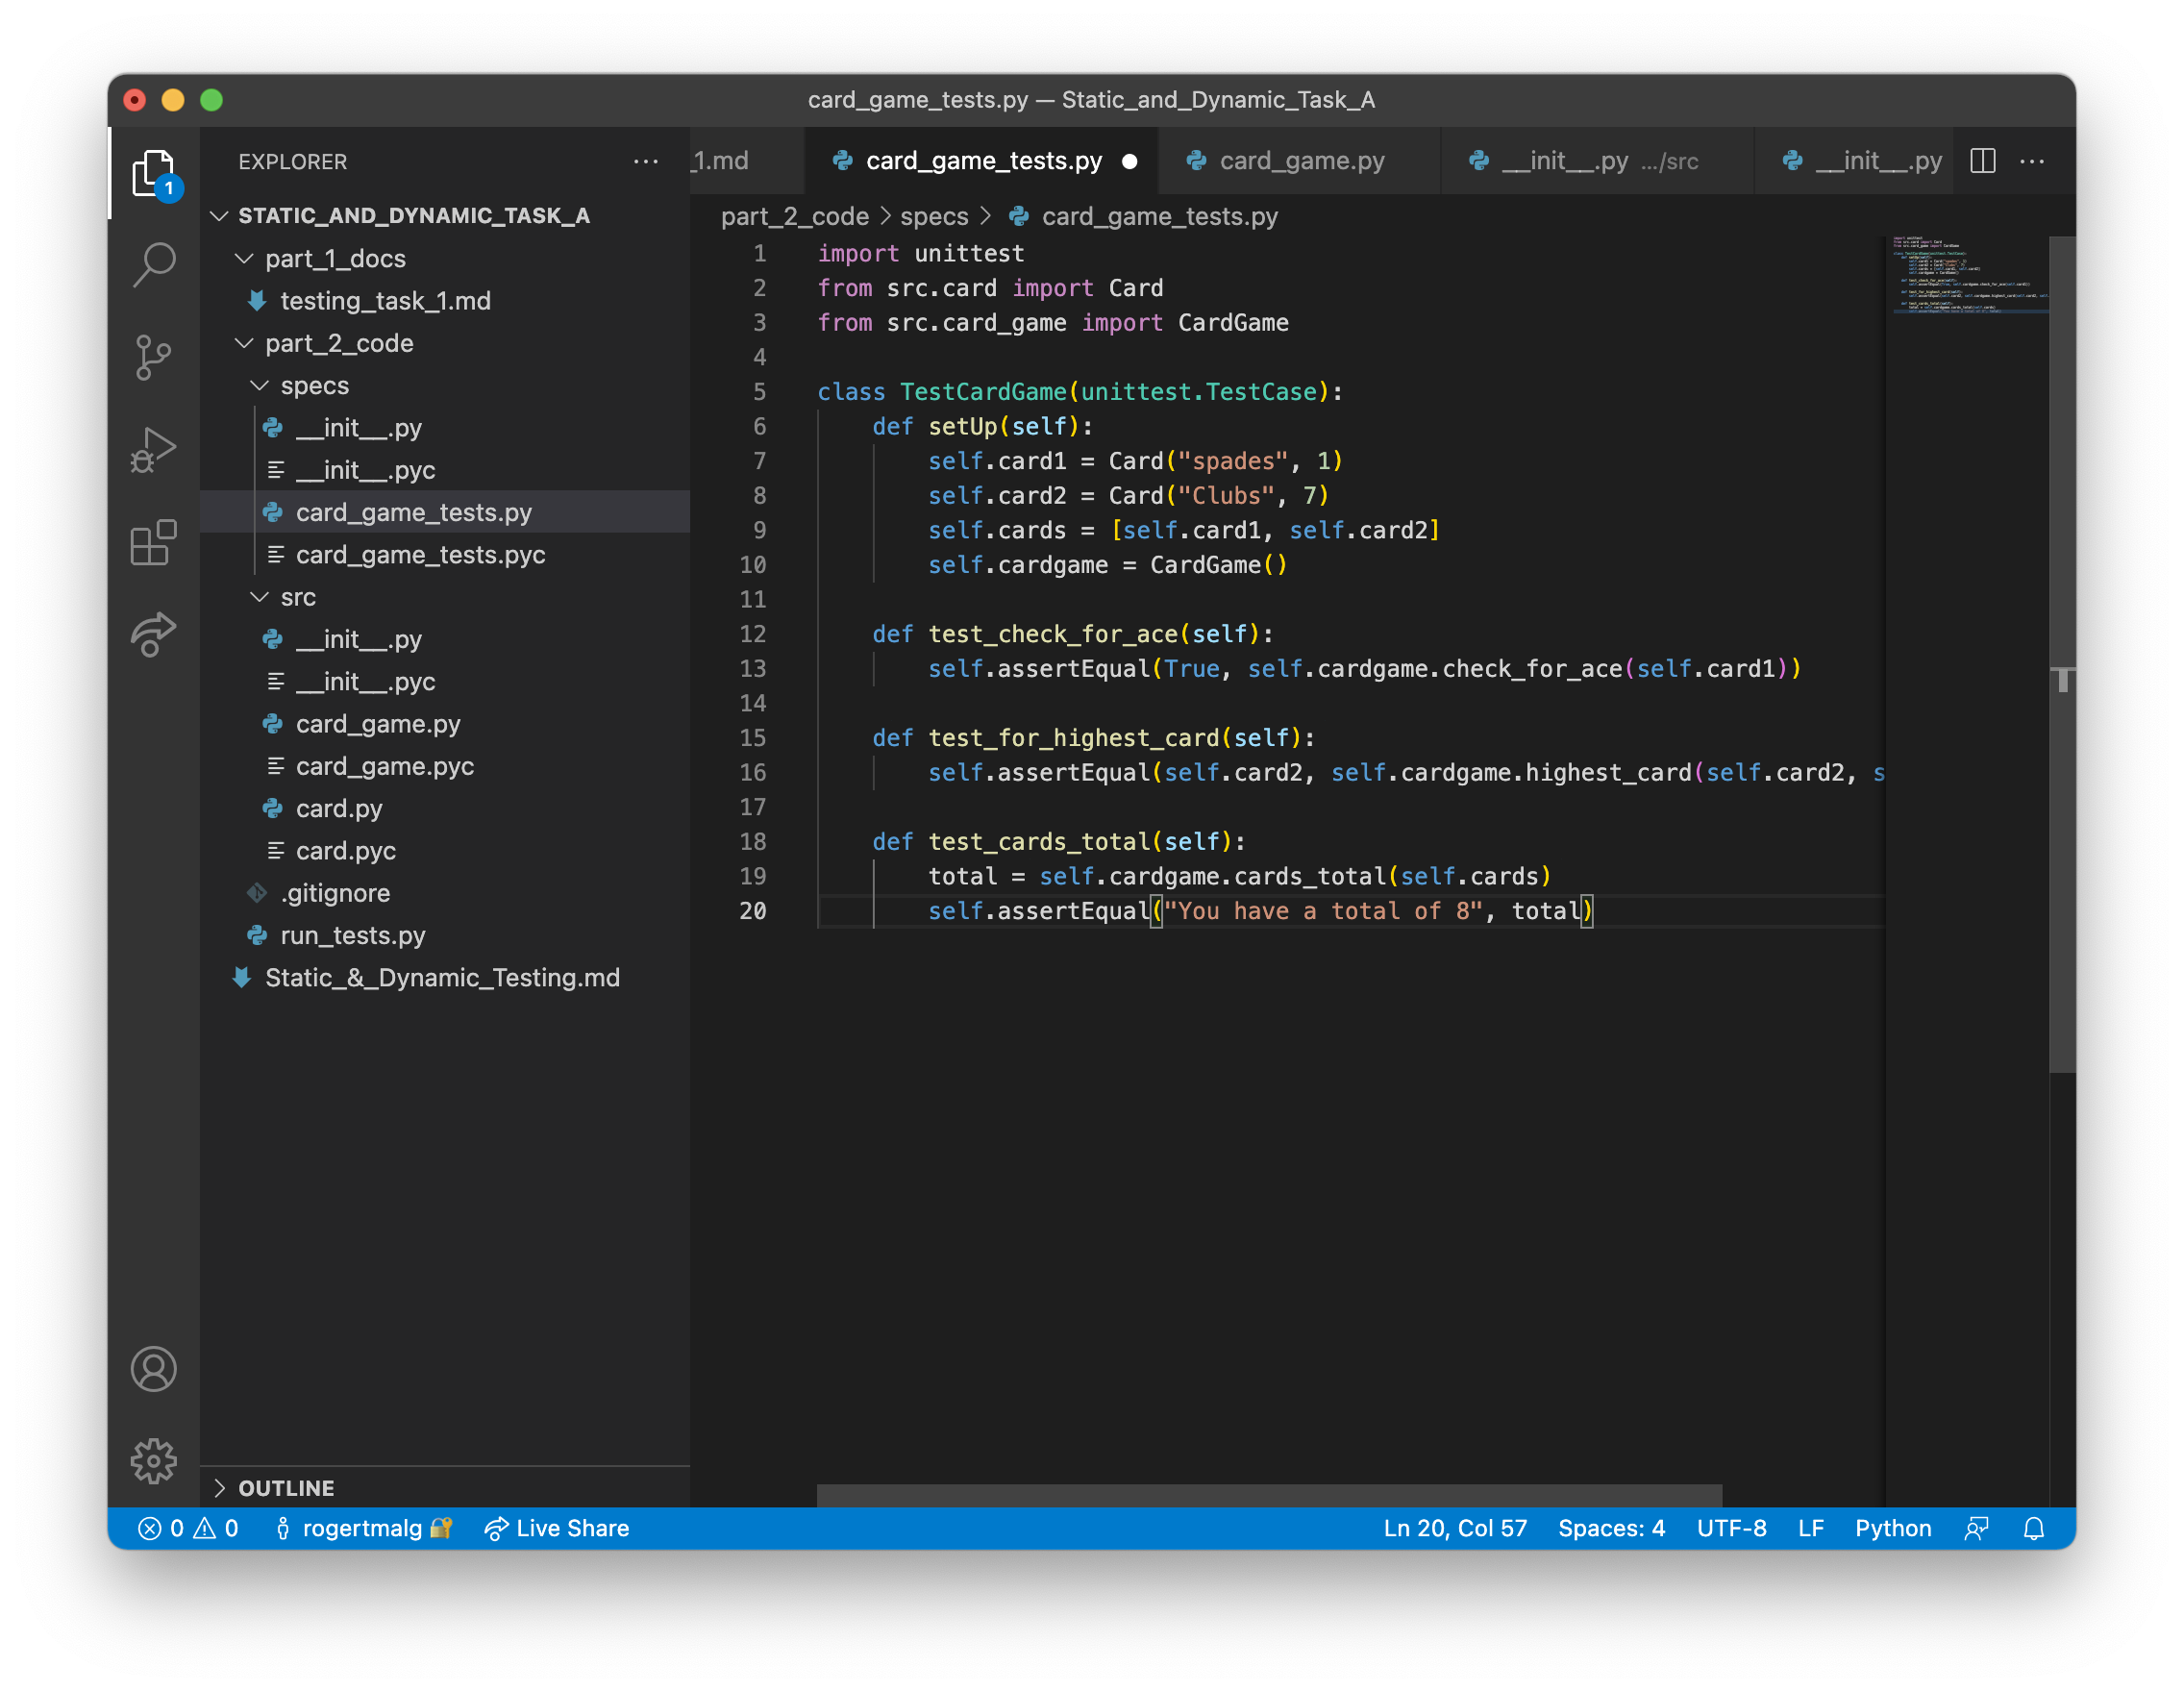 card_game_tests.py — Static_and_Dynamic_Task_A
EXPLORER
_1.md
card_game_tests.py
card_game.py
__init__.py .../src
__init__.py
1
STATIC_AND_DYNAMIC_TASK_A
part_1_docs
testing_task_1.md
part_2_code
specs
__init__.py
__init__.pyc
card_game_tests.py
card_game_tests.pyc
src
__init__.py
__init__.pyc
card_game.py
card_game.pyc
card.py
card.pyc
.gitignore
run_tests.py
Static_&_Dynamic_Testing.md
OUTLINE
part_2_code > specs > card_game_tests.py
1 import unittest
2 from src.card import Card
3 from src.card_game import CardGame
4
5 class TestCardGame(unittest.TestCase):
6 def setUp(self):
7 self.card1 = Card("spades", 1)
8 self.card2 = Card("Clubs", 7)
9 self.cards = [self.card1, self.card2]
10 self.cardgame = CardGame()
11
12 def test_check_for_ace(self):
13 self.assertEqual(True, self.cardgame.check_for_ace(self.card1))
14
15 def test_for_highest_card(self):
16 self.assertEqual(self.card2, self.cardgame.highest_card(self.card2, s
17
18 def test_cards_total(self):
19 total = self.cardgame.cards_total(self.cards)
20 self.assertEqual("You have a total of 8", total)
0 0 rogertmalg Live Share Ln 20, Col 57 Spaces: 4 UTF-8 LF Python